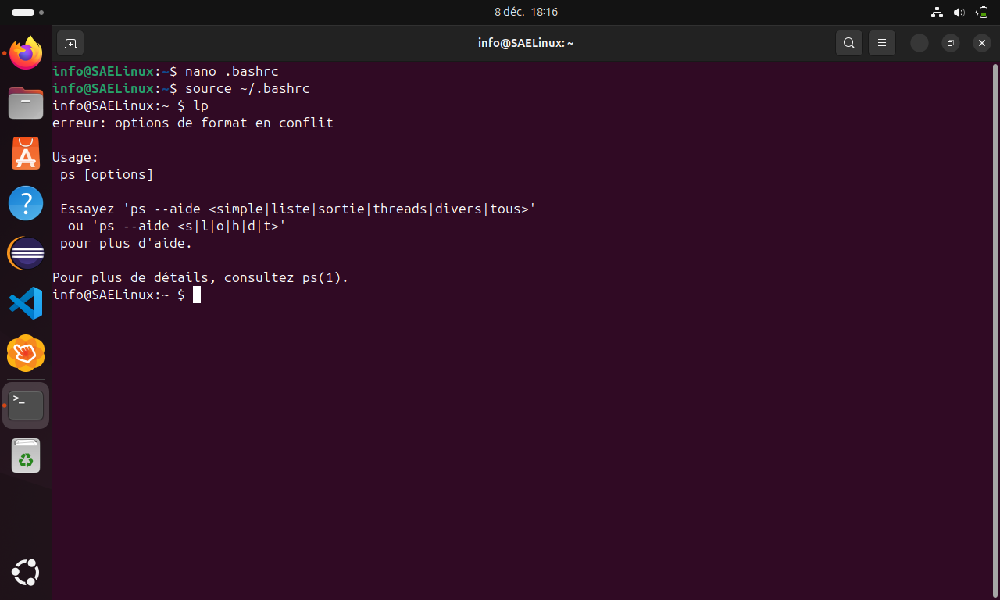 8 déc. 18:16
info@SAELinux: ~
info@SAELinux:~$ nano .bashrc
info@SAELinux:~$ source ~/.bashrc
info@SAELinux:~ $ lp
erreur: options de format en conflit
Usage:
ps [options]
Essayez 'ps --aide <simple|liste|sortie|threads|divers|tous>'
ou 'ps --aide <s|l|o|h|d|t>'
pour plus d'aide.
Pour plus de détails, consultez ps(1).
info@SAELinux:~ $